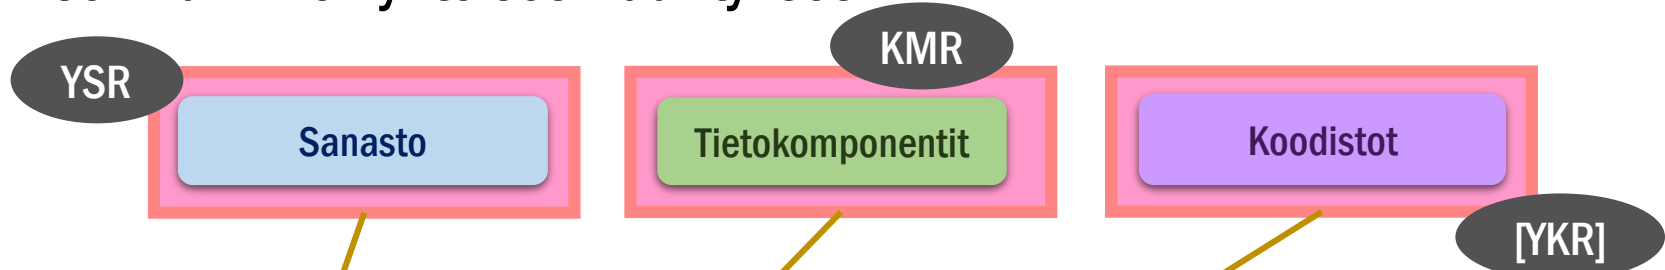 YSR
KMR
Sanasto
Tietokomponentit
Koodistot
[YKR]